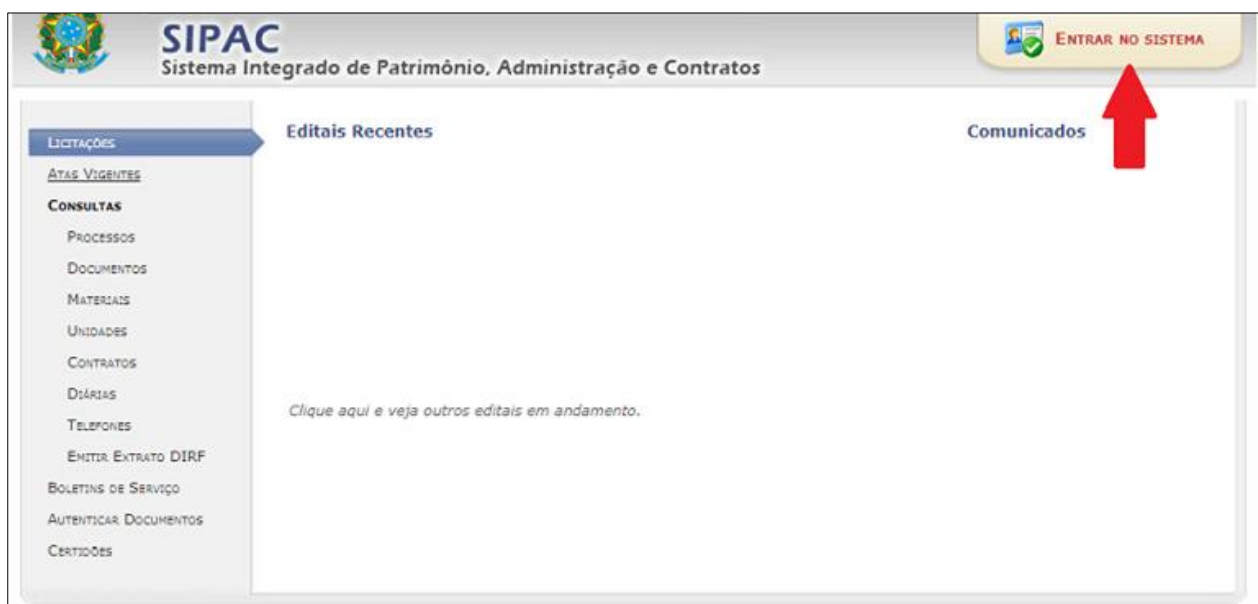 SIPAC
Sistema Integrado de Patrimônio, Administração e Contratos
ENTRAR NO SISTEMA
LICITAÇÕES
ATAS VIGENTES
CONSULTAS
PROCESSOS
DOCUMENTOS
MATERIAIS
UNIDADES
CONTRATOS
DIÁRIAS
TELEFONES
EMITIR EXTRATO DIRF
BOLETINS DE SERVIÇO
AUTENTICAR DOCUMENTOS
CERTIDÕES
Editais Recentes
Clique aqui e veja outros editais em andamento.
Comunicados